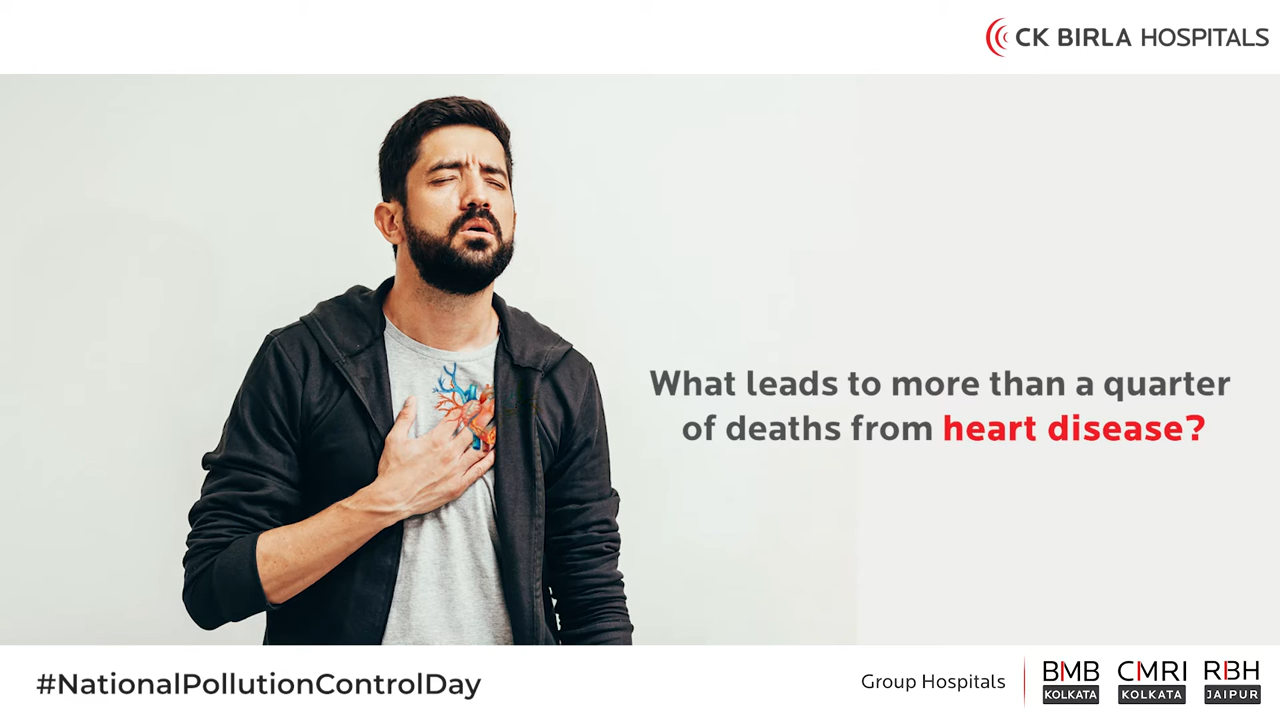 CK BIRLA HOSPITALS
What leads to more than a quarter
of deaths from heart disease?
#NationalPollutionControlDay
Group Hospitals
BMB
KOLKATA
CMRI
KOLKATA
RBH
JAIPUR